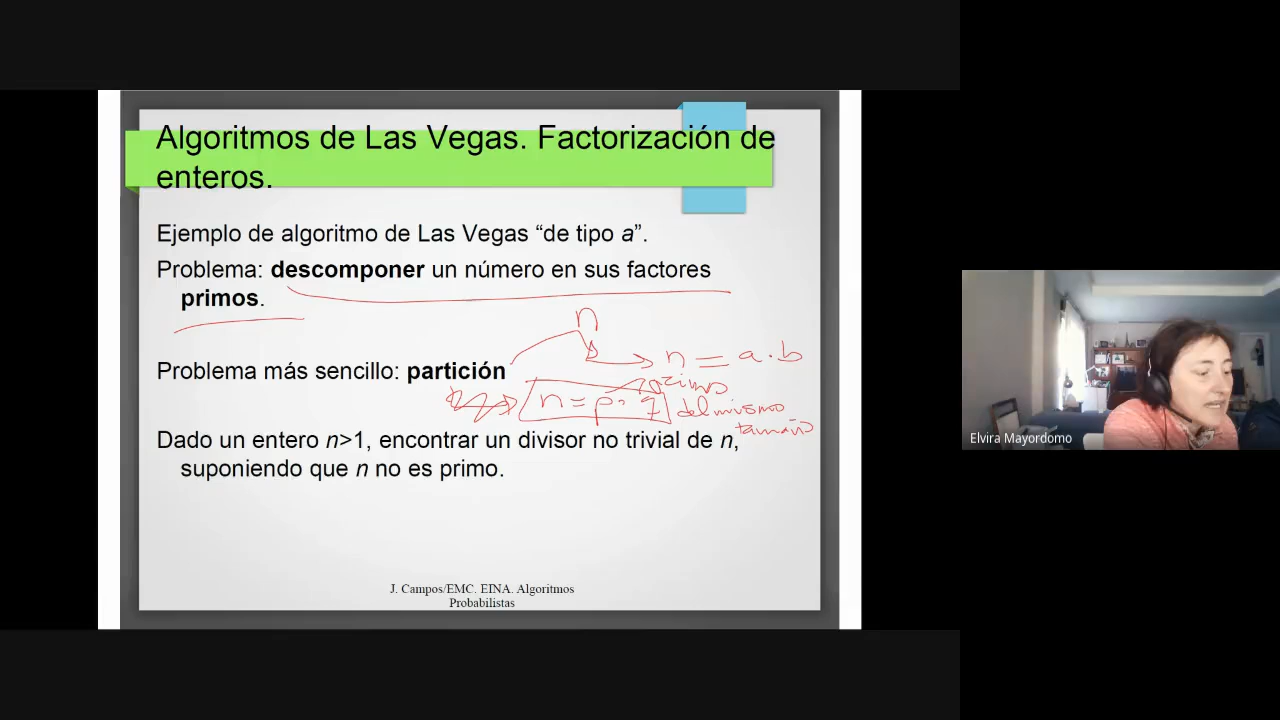 Algoritmos de Las Vegas. Factorización de
enteros.
Ejemplo de algoritmo de Las Vegas “de tipo a”.
Problema: descomponer un número en sus factores
primos.
n
n = a·b
Problema más sencillo: partición
n = p·q
del mismo
tamaño
Dado un entero n>1, encontrar un divisor no trivial de n,
suponiendo que n no es primo.
J. Campos/EMC. EINA. Algoritmos
Probabilistas
Elvira Mayordomo